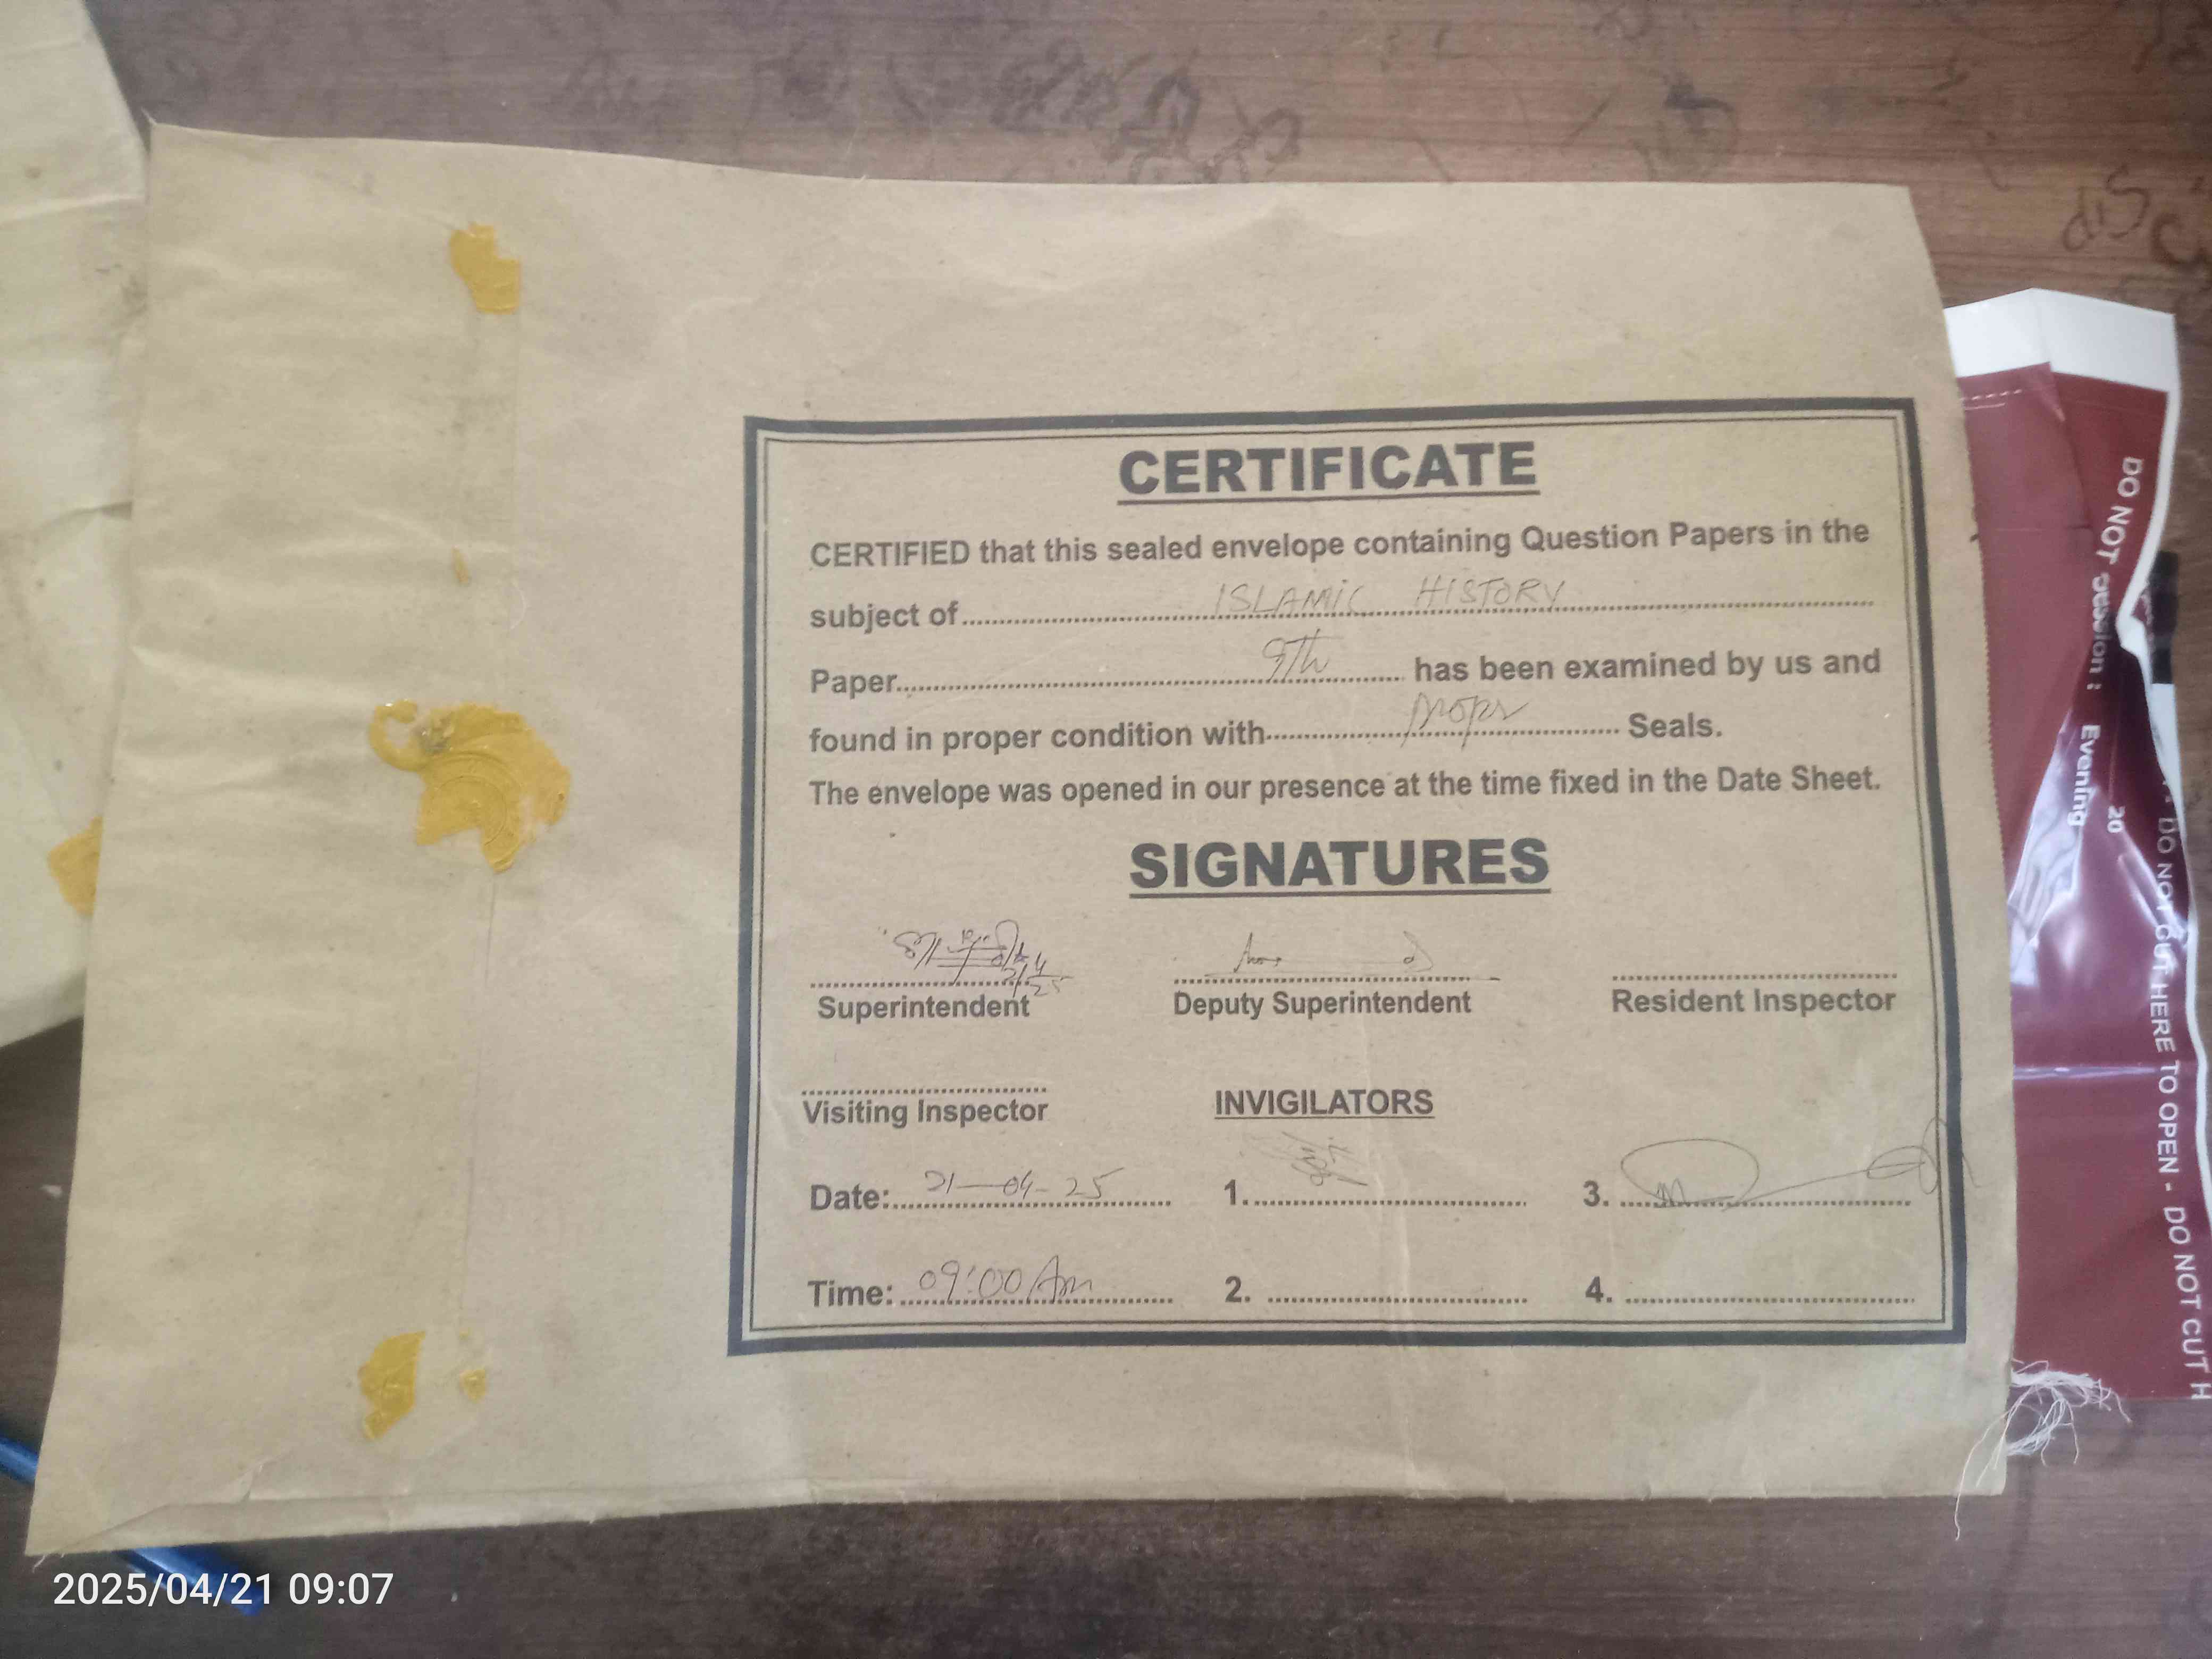 CERTIFICATE
CERTIFIED that this sealed envelope containing Question Papers in the
subject of ISLAMIC HISTORY
Paper 9Th has been examined by us and
found in proper condition with Seals.
The envelope was opened in our presence at the time fixed in the Date Sheet.
SIGNATURES
Superintendent
Deputy Superintendent
Resident Inspector
Visiting Inspector
INVIGILATORS
Date: 21-04-25
1.
3.
Time: 09:00 Am
2.
4.
DO NOT
Session : Evening
20
DO NOT CUT HERE TO OPEN - DO NOT CUT H
2025/04/21 09:07